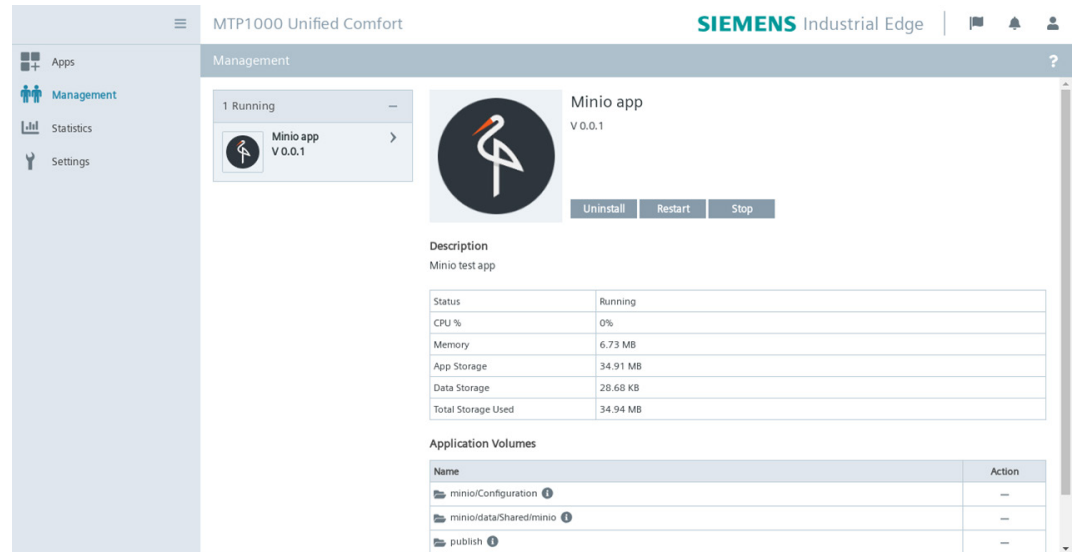 MTP1000 Unified Comfort
SIEMENS Industrial Edge
Apps
Management
Statistics
Settings
Management
?
1 Running
Minio app
V 0.0.1
Minio app
V 0.0.1
Uninstall Restart Stop
Description
Minio test app
Status Running
CPU % 0%
Memory 6.73 MB
App Storage 34.91 MB
Data Storage 28.68 KB
Total Storage Used 34.94 MB
Application Volumes
Name Action
minio/Configuration
minio/data/Shared/minio
publish